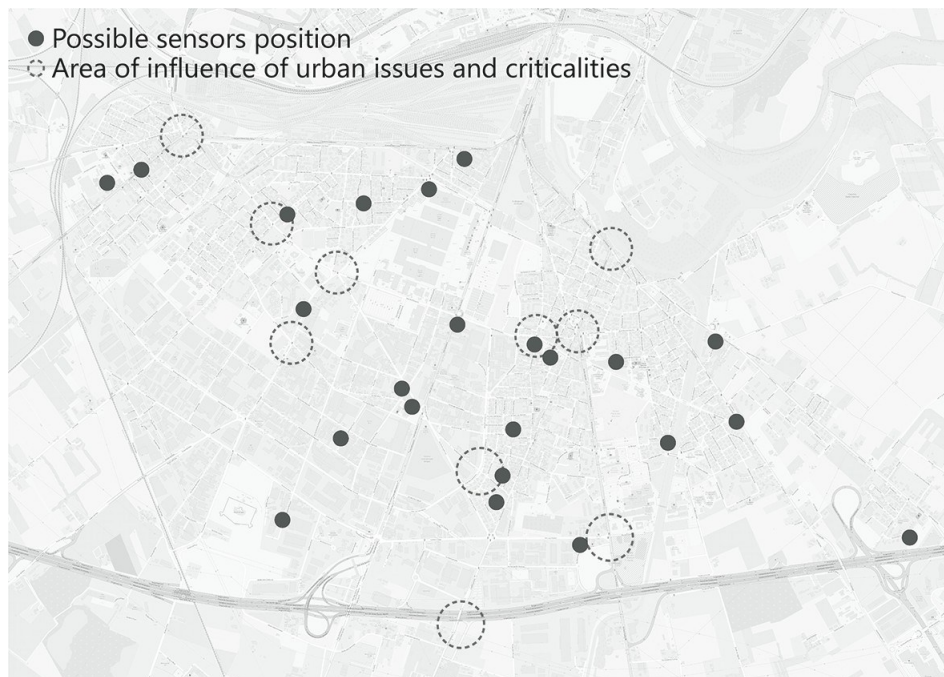 Possible sensors position
Area of influence of urban issues and criticalities